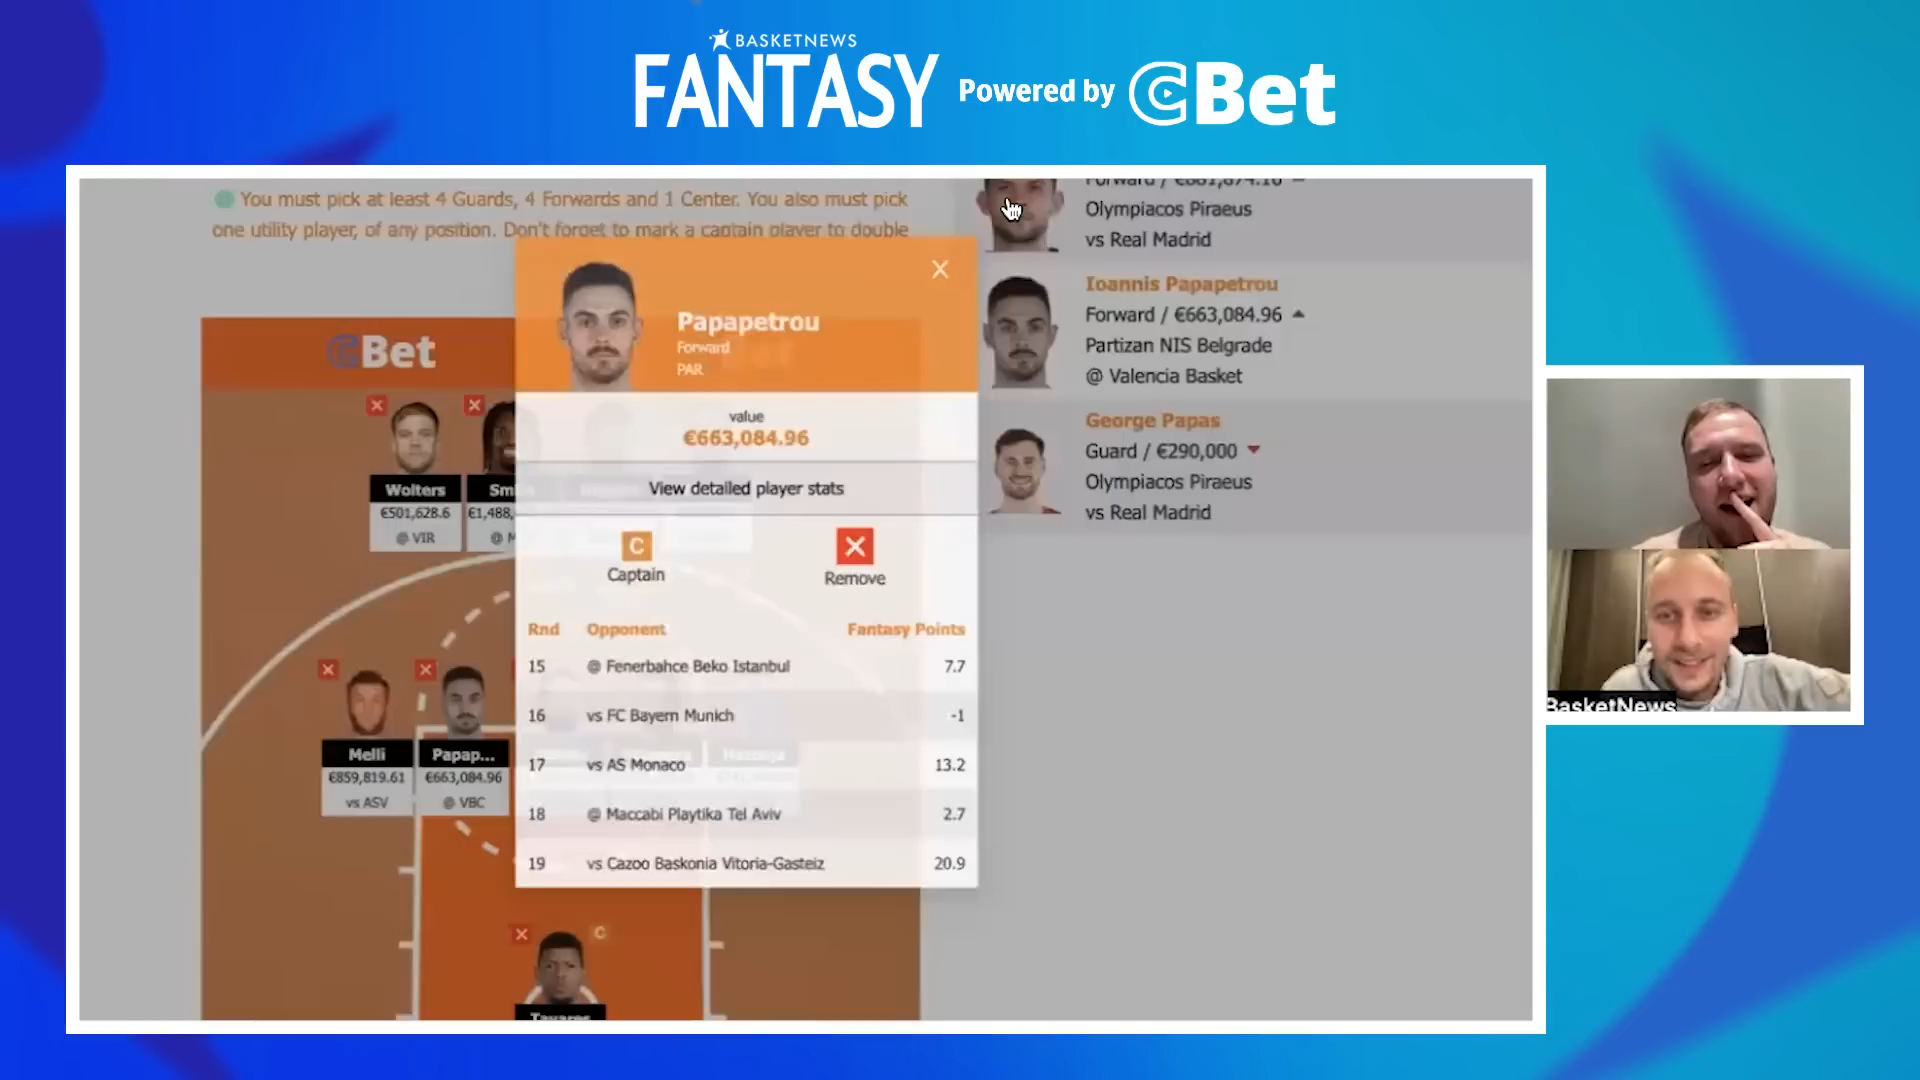 BASKETNEWS
FANTASY
Powered by CBet
You must pick at least 4 Guards, 4 Forwards and 1 Center. You also must pick
one utility player, of any position. Don't forget to mark a captain player to double
Bet
Wolters
€501,628.6
@ VIR
€1,488,
Melli
€859,819.61
vs ASV
Papap...
€663,084.96
@ VBC
Tavares
Papapetrou
Forward
PAR
value
€663,084.96
View detailed player stats
C
Captain
Remove
Rnd Opponent Fantasy Points
15 @ Fenerbahce Beko Istanbul 7.7
16 vs FC Bayern Munich -1
17 vs AS Monaco 13.2
18 @ Maccabi Playtika Tel Aviv 2.7
19 vs Cazoo Baskonia Vitoria-Gasteiz 20.9
C
Forward /
Olympiacos Piraeus
vs Real Madrid
Ioannis Papapetrou
Forward / €663,084.96
Partizan NIS Belgrade
@ Valencia Basket
George Papas
Guard / €290,000
Olympiacos Piraeus
vs Real Madrid
BasketNews